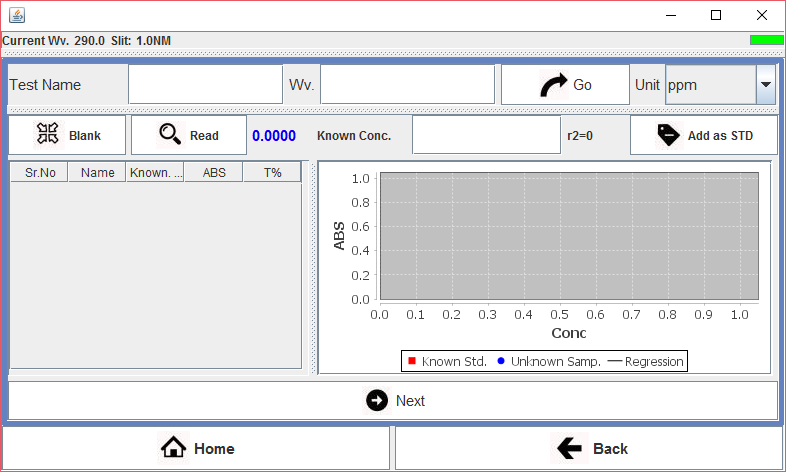 Current Wv. 290.0 Slit: 1.0NM
Test Name Wv. Go Unit ppm
Blank Read 0.0000 Known Conc. r2=0 Add as STD
Sr.No Name Known. ... ABS T%
1.0
0.8
0.6
0.4
0.2
0.0
ABS
0.0 0.1 0.2 0.3 0.4 0.5 0.6 0.7 0.8 0.9 1.0
Conc
Known Std. Unknown Samp. Regression
Next
Home Back